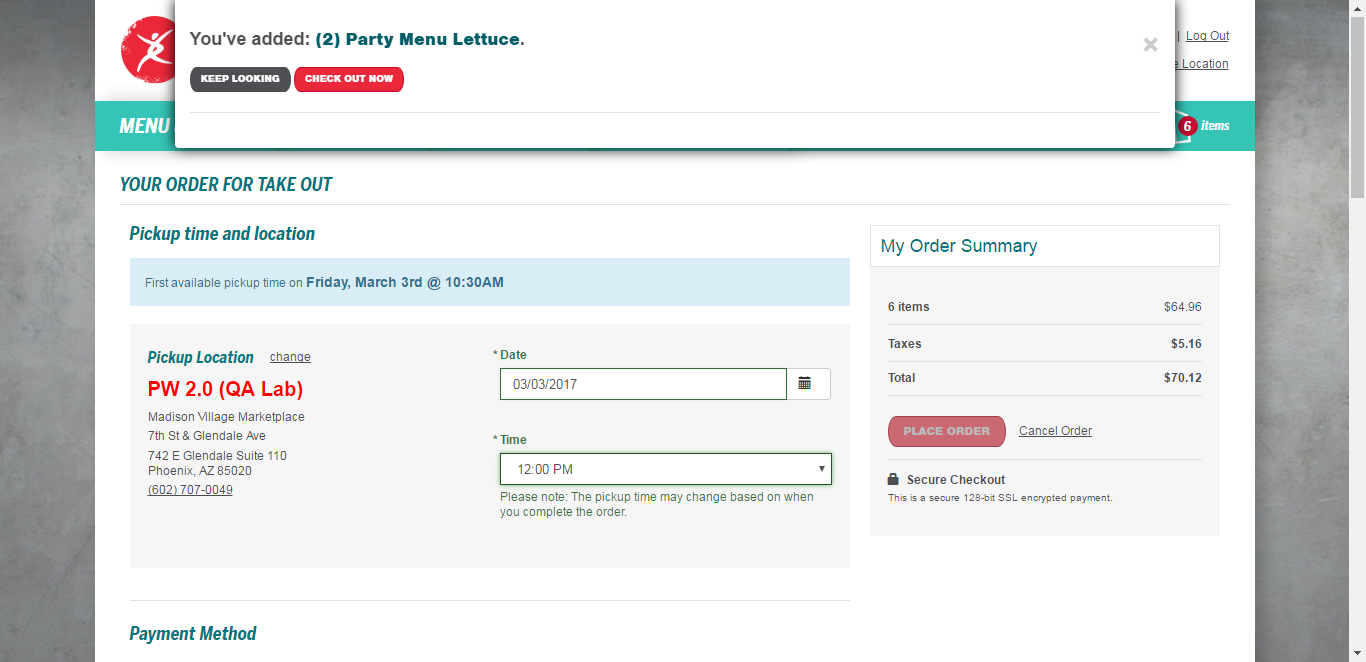 You've added: (2) Party Menu Lettuce.
KEEP LOOKING CHECK OUT NOW
| Log Out
Location
MENU
6 items
YOUR ORDER FOR TAKE OUT
Pickup time and location
First available pickup time on Friday, March 3rd @ 10:30AM
Pickup Location change
PW 2.0 (QA Lab)
Madison Village Marketplace
7th St & Glendale Ave
742 E Glendale Suite 110
Phoenix, AZ 85020
(602) 707-0049
* Date
03/03/2017
* Time
12:00 PM
Please note: The pickup time may change based on when
you complete the order.
My Order Summary
6 items $64.96
Taxes $5.16
Total $70.12
PLACE ORDER Cancel Order
Secure Checkout
This is a secure 128-bit SSL encrypted payment.
Payment Method